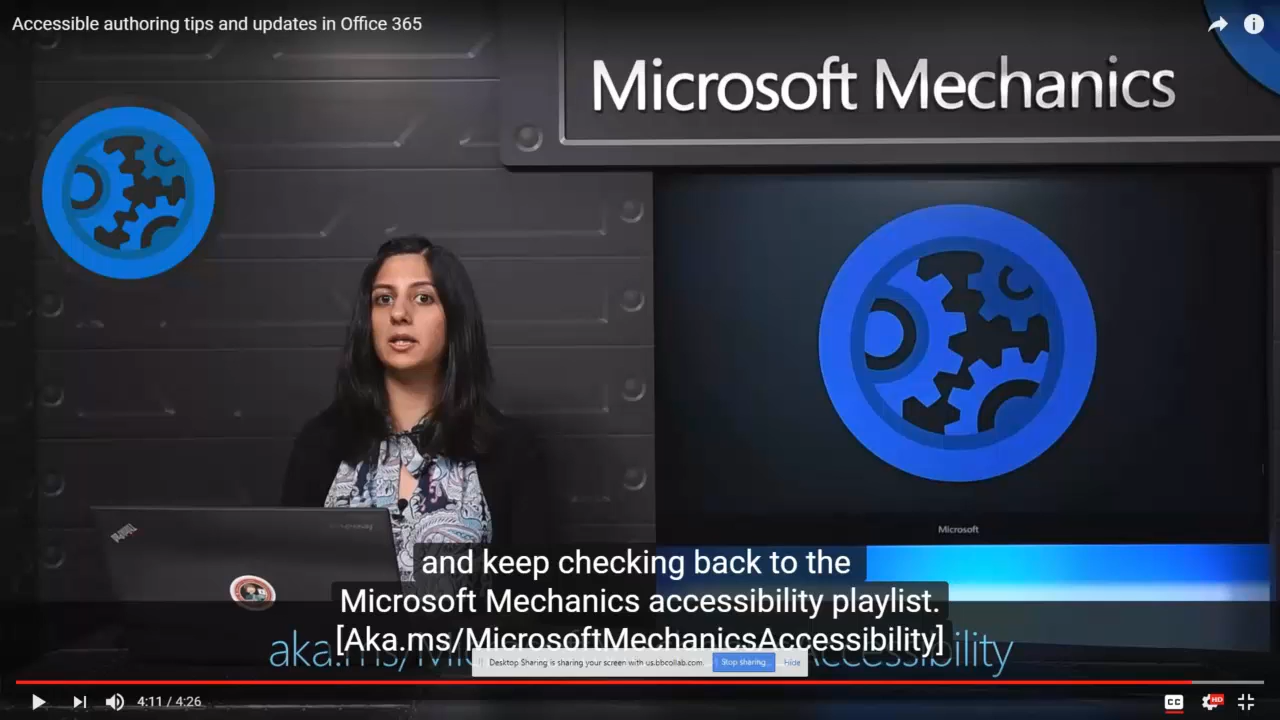 Accessible authoring tips and updates in Office 365
Microsoft Mechanics
Microsoft
and keep checking back to the
Microsoft Mechanics accessibility playlist.
[Aka.ms/MicrosoftMechanicsAccessibility]
Desktop Sharing is sharing your screen with us.bbcollab.com.
Stop sharing
Hide
4:11 / 4:26
CC
HD